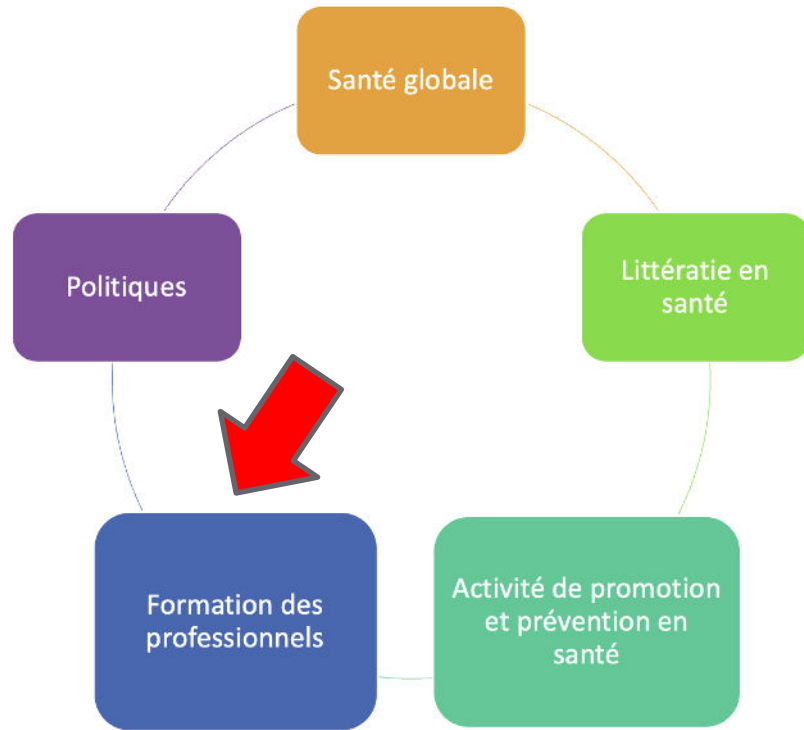 Santé globale
Littératie en
santé
Activité de promotion
et prévention en
santé
Formation des
professionnels
Politiques